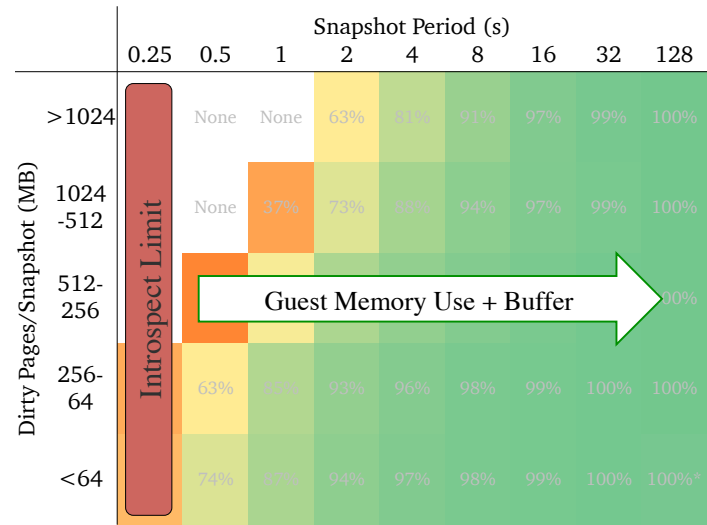 Snapshot Period (s)
0.25 0.5 1 2 4 8 16 32 128
Dirty Pages/Snapshot (MB)
Introspect Limit
>1024 None None 63% 81% 91% 97% 99% 100%
1024
-512 None 37% 73% 94% 97% 99% 100%
512-
256
Guest Memory Use + Buffer
256-
64 63% 85% 93% 96% 98% 99% 100% 100%
<64 74% 94% 97% 98% 99% 100% 100%*